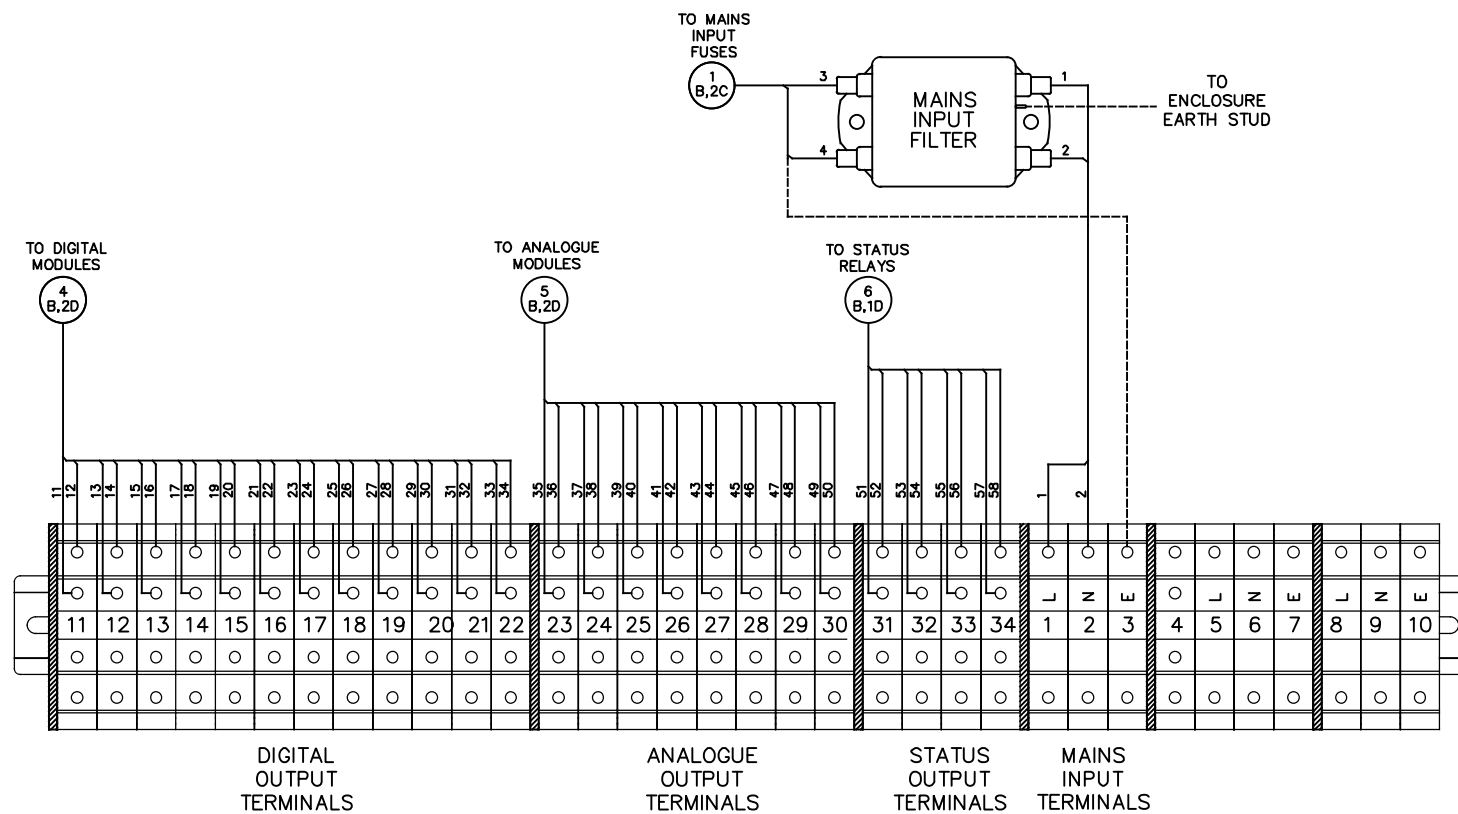 TO MAINS
INPUT
FUSES
1
B,2C
3
4
MAINS
INPUT
FILTER
1
2
TO
ENCLOSURE
EARTH STUD
TO DIGITAL
MODULES
4
B,2D
TO ANALOGUE
MODULES
5
B,2D
TO STATUS
RELAYS
6
B,1D
11 12 13 14 15 16 17 18 19 20 21 22 23 24 25 26 27 28 29 30 31 32 33 34 35 36 37 38 39 40 41 42 43 44 45 46 47 48 49 50 51 52 53 54 55 56 57 58 1 2
L N E L N E L N E
11 12 13 14 15 16 17 18 19 20 21 22 23 24 25 26 27 28 29 30 31 32 33 34 1 2 3 4 5 6 7 8 9 10
DIGITAL
OUTPUT
TERMINALS
ANALOGUE
OUTPUT
TERMINALS
STATUS
OUTPUT
TERMINALS
MAINS
INPUT
TERMINALS